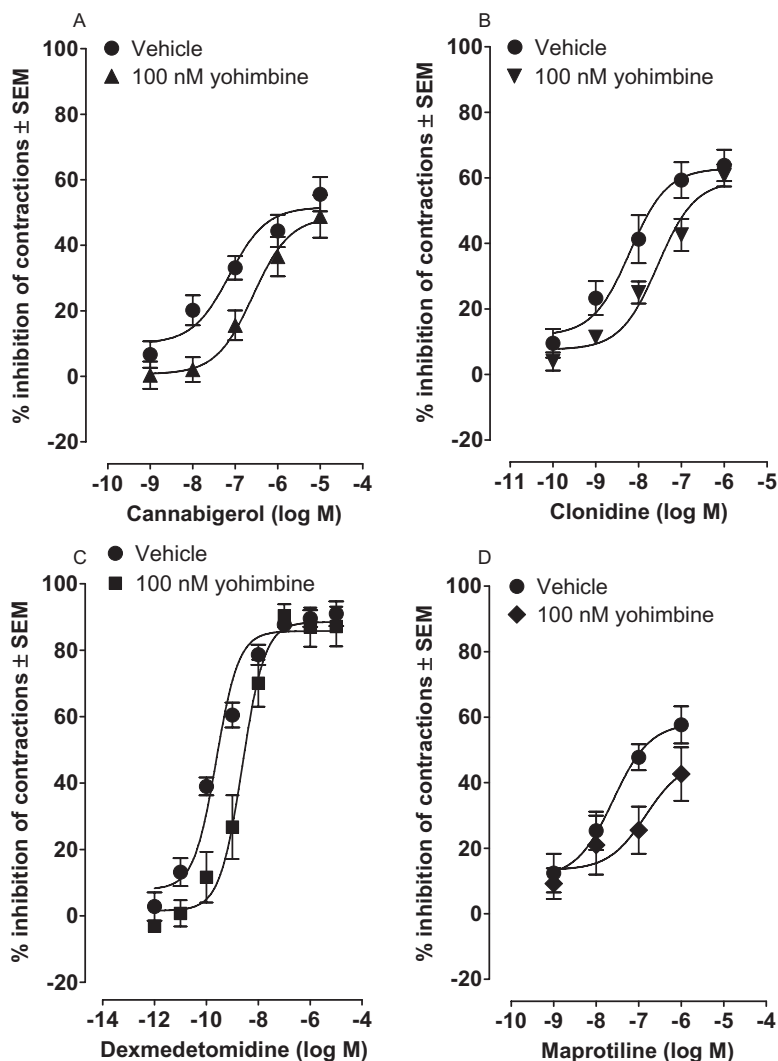 A
Vehicle
100 nM yohimbine
% inhibition of contractions ± SEM
100
80
60
40
20
0
-20
-10 -9 -8 -7 -6 -5 -4
Cannabigerol (log M)
B
Vehicle
100 nM yohimbine
% inhibition of contractions ± SEM
100
80
60
40
20
0
-20
-11 -10 -9 -8 -7 -6 -5
Clonidine (log M)
C
Vehicle
100 nM yohimbine
% inhibition of contractions ± SEM
100
80
60
40
20
0
-20
-14 -12 -10 -8 -6 -4
Dexmedetomidine (log M)
D
Vehicle
100 nM yohimbine
% inhibition of contractions ± SEM
100
80
60
40
20
0
-20
-10 -9 -8 -7 -6 -5 -4
Maprotiline (log M)